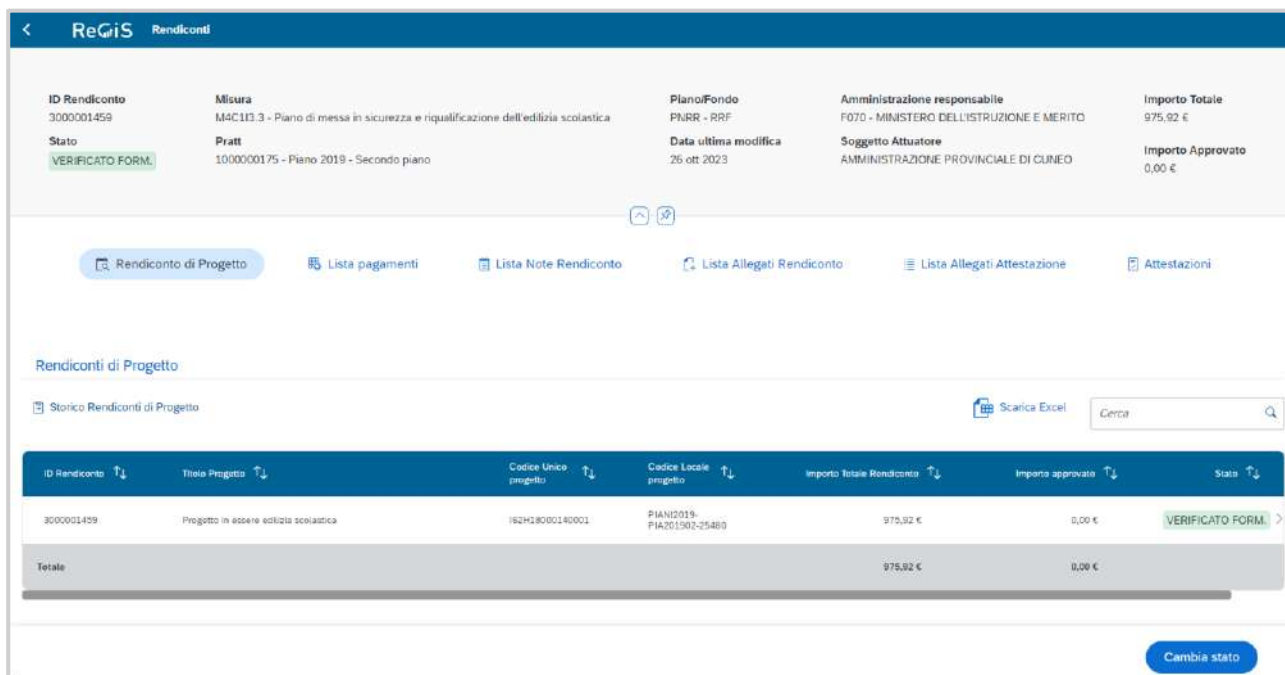 ReGiS Rendiconti
ID Rendiconto
3000001459
Stato
VERIFICATO FORM.
Misura
M4C1I3.3 - Piano di messa in sicurezza e riqualificazione dell'edilizia scolastica
Pratt
1000000175 - Piano 2019 - Secondo piano
Piano/Fondo
PNRR - RRF
Data ultima modifica
26 ott 2023
Amministrazione responsabile
F070 - MINISTERO DELL'ISTRUZIONE E MERITO
Soggetto Attuatore
AMMINISTRAZIONE PROVINCIALE DI CUNEO
Importo Totale
975,92 €
Importo Approvato
0,00 €
Rendiconto di Progetto
Lista pagamenti
Lista Note Rendiconto
Lista Allegati Rendiconto
Lista Allegati Attestazione
Attestazioni
Rendiconti di Progetto
Storico Rendiconti di Progetto
Scarica Excel
Cerca
ID Rendiconto
Titolo Progetto
Codice Unico
progetto
Codice Locale
progetto
Importo Totale Rendiconto
Importo approvato
Stato
3000001459
Progetto in essere edilizia scolastica
I62H18000140001
PIANI2019-
PIA201902-25480
975,92 €
0,00 €
VERIFICATO FORM.
Totale
975,92 €
0,00 €
Cambia stato